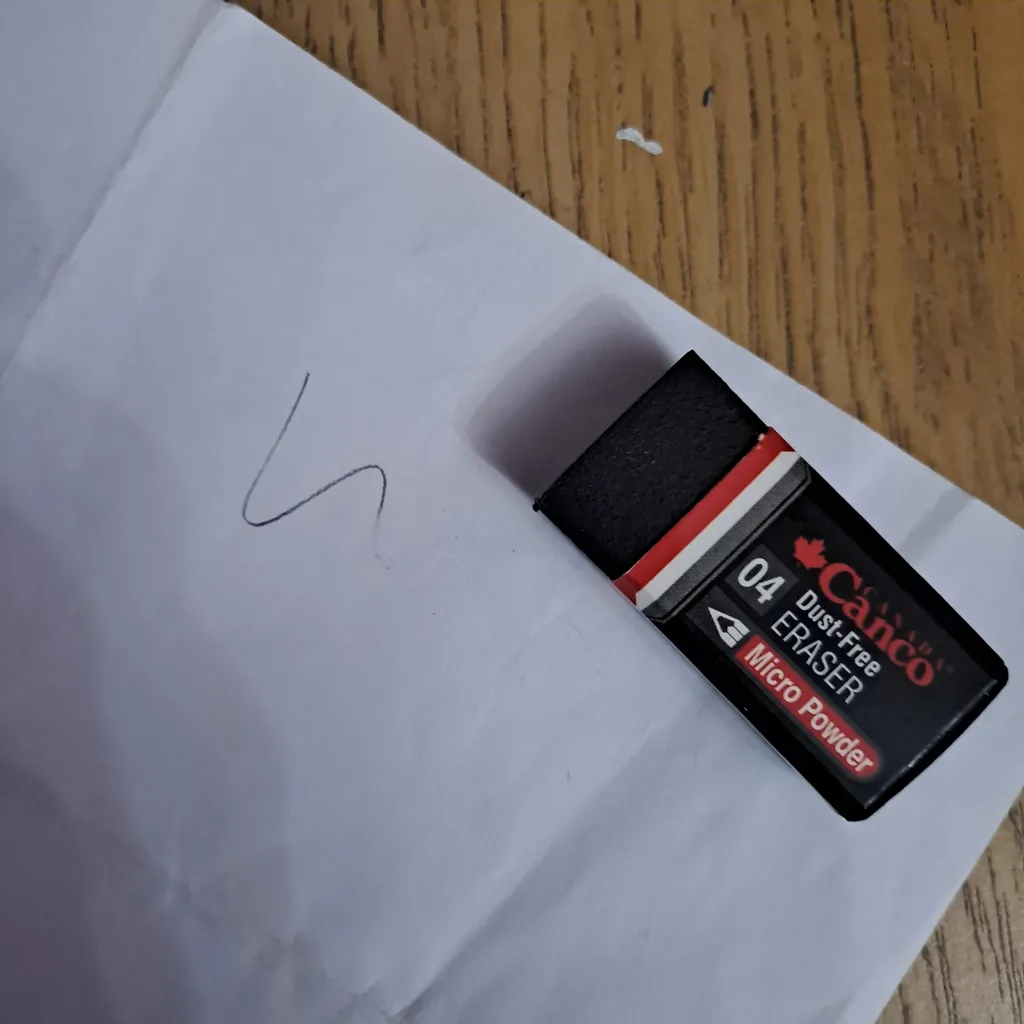 CANADA
Canco
04
Dust-Free
ERASER
Micro Powder